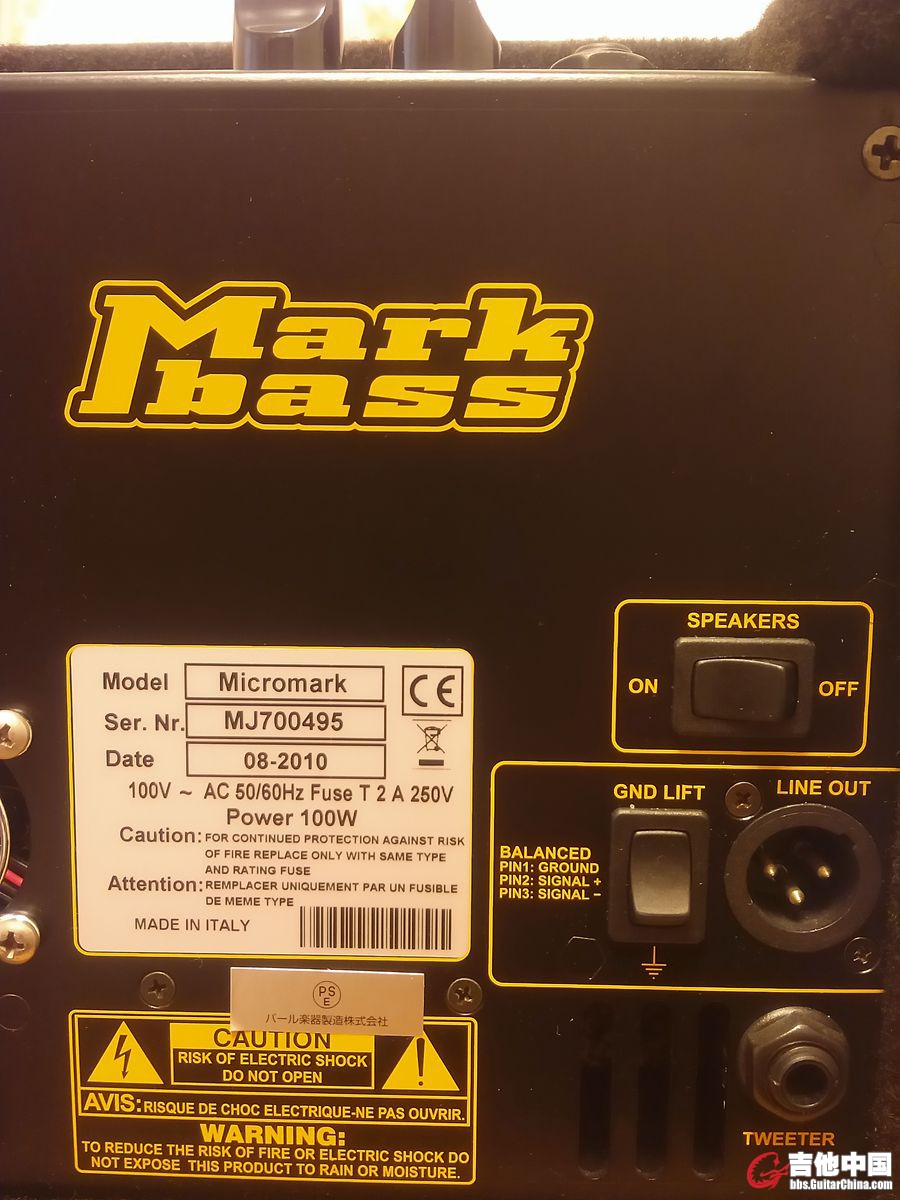 Mark
bass
SPEAKERS
ON
OFF
Model Micromark
CE
Ser. Nr. MJ700495
Date 08-2010
100V ~ AC 50/60Hz Fuse T 2 A 250V
Power 100W
Caution: FOR CONTINUED PROTECTION AGAINST RISK
OF FIRE REPLACE ONLY WITH SAME TYPE
AND RATING FUSE
Attention: REMPLACER UNIQUEMENT PAR UN FUSIBLE
DE MEME TYPE
MADE IN ITALY
GND LIFT
LINE OUT
BALANCED
PIN1: GROUND
PIN2: SIGNAL +
PIN3: SIGNAL −
PS
E
パール楽器製造株式会社
CAUTION
RISK OF ELECTRIC SHOCK
DO NOT OPEN
AVIS: RISQUE DE CHOC ELECTRIQUE-NE PAS OUVRIR.
WARNING:
TO REDUCE THE RISK OF FIRE OR ELECTRIC SHOCK DO
NOT EXPOSE THIS PRODUCT TO RAIN OR MOISTURE.
TWEETER
吉他中国
bbs.GuitarChina.com